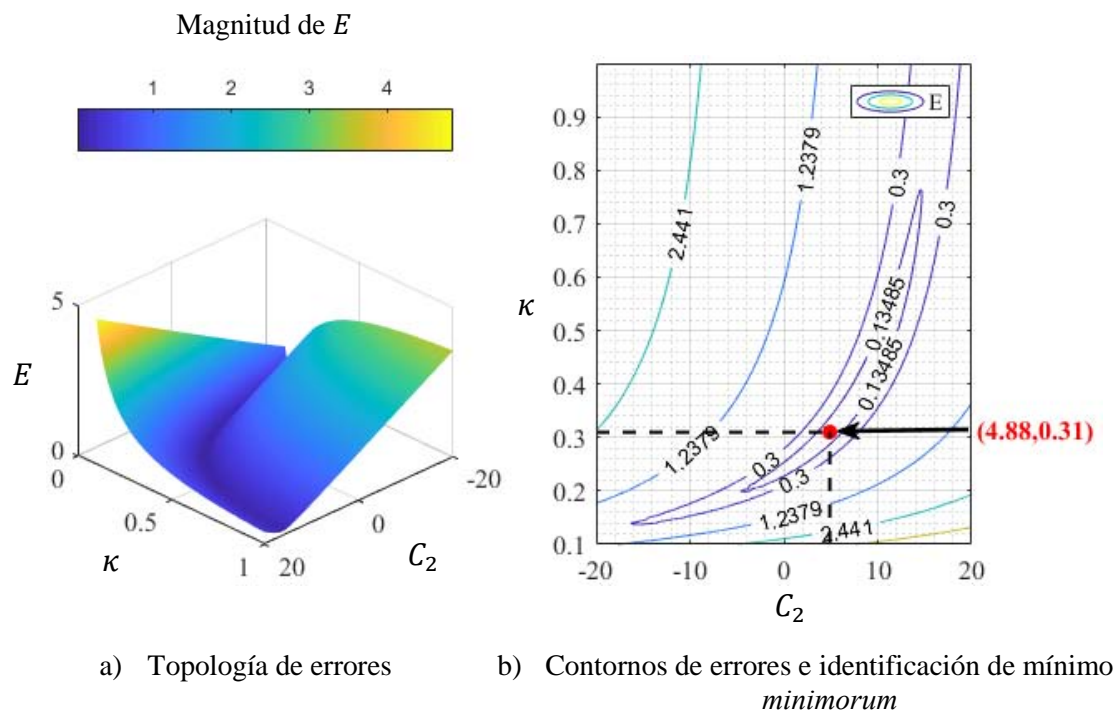 Magnitud de E
1 2 3 4
5
E
0
0
0.5
κ
1
20
0
C₂
-20
E
0.9
0.8
0.7
0.6
κ
0.5
0.4
0.3
0.2
0.1
-20 -10 0 10 20
C₂
2.441
1.2379
0.3
0.3
0.13485
0.13485
1.2379
0.3
0.3
1.2379
2.441
(4.88,0.31)
a) Topología de errores
b) Contornos de errores e identificación de mínimo
minimorum